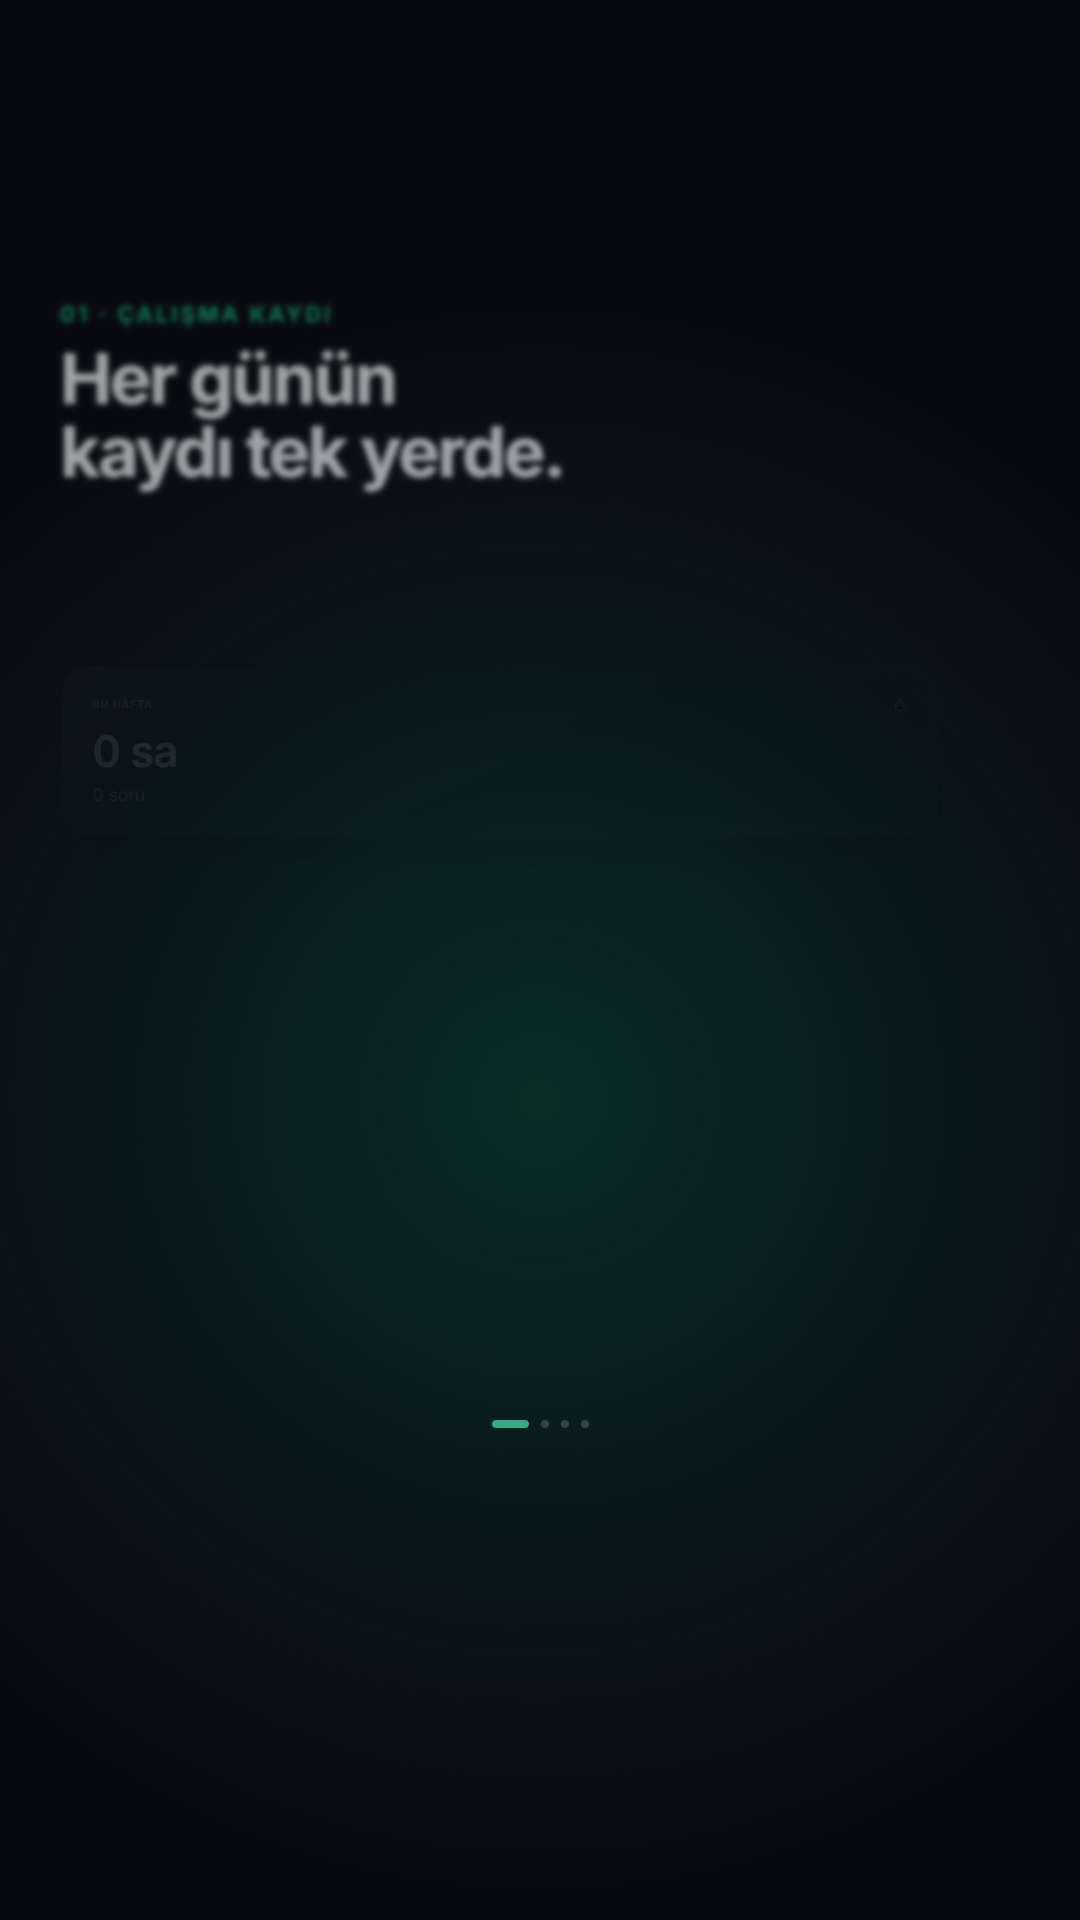 01 · ÇALIŞMA KAYDI
Her günün
kaydı tek yerde.
BU HAFTA
0 sa
0 soru